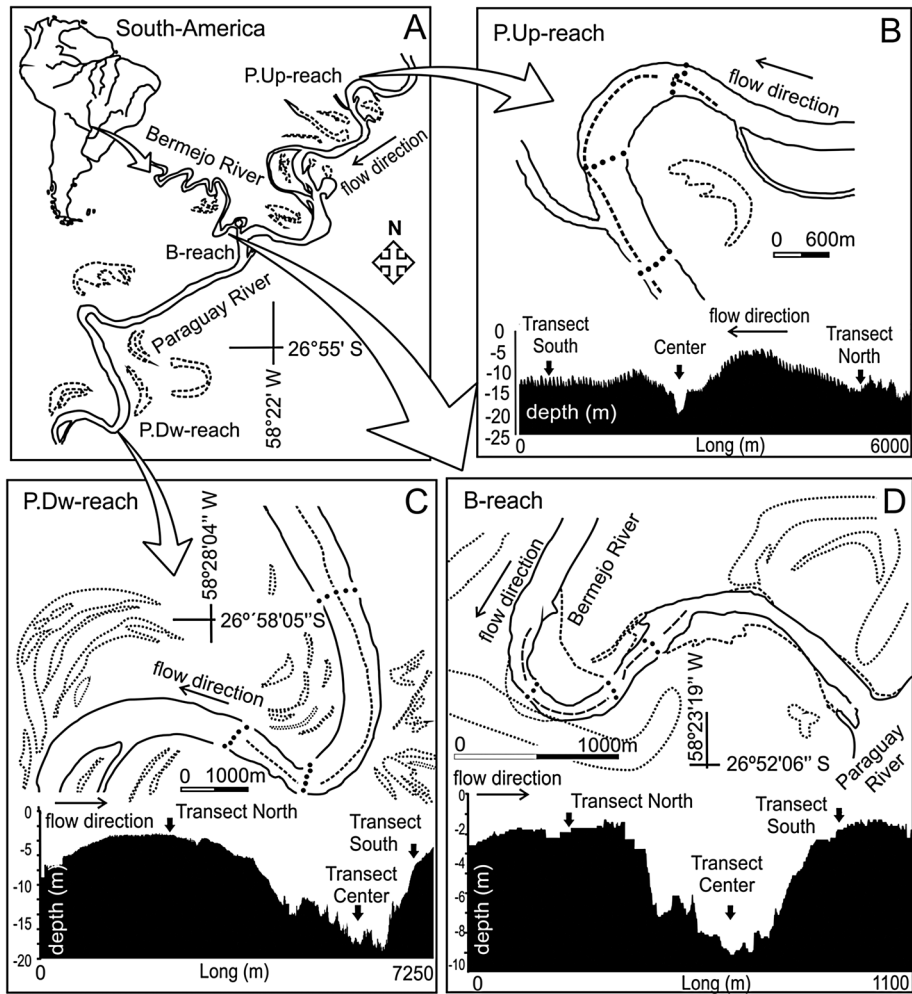 A
South-America
P.Up-reach
Bermejo River
flow direction
N
B-reach
Paraguay River
26°55' S
58°22' W
P.Dw-reach
B
P.Up-reach
flow direction
0 600m
flow direction
Transect
South
Center
Transect
North
0
-5
-10
-15
-20
-25
depth (m)
0 Long (m) 6000
C
P.Dw-reach
58°28'04" W
26°´58'05"S
flow direction
0 1000m
0
-5
-10
-15
-20
flow direction
Transect North
Transect
South
Transect
Center
depth (m)
0 Long (m) 7250
D
B-reach
flow direction
Bermejo River
58°23'19" W
0 1000m
26°52'06" S
Paraguay
River
flow direction
0
-2
-4
-6
-8
-10
Transect North
Transect
South
Transect
Center
depth (m)
0 Long (m) 1100